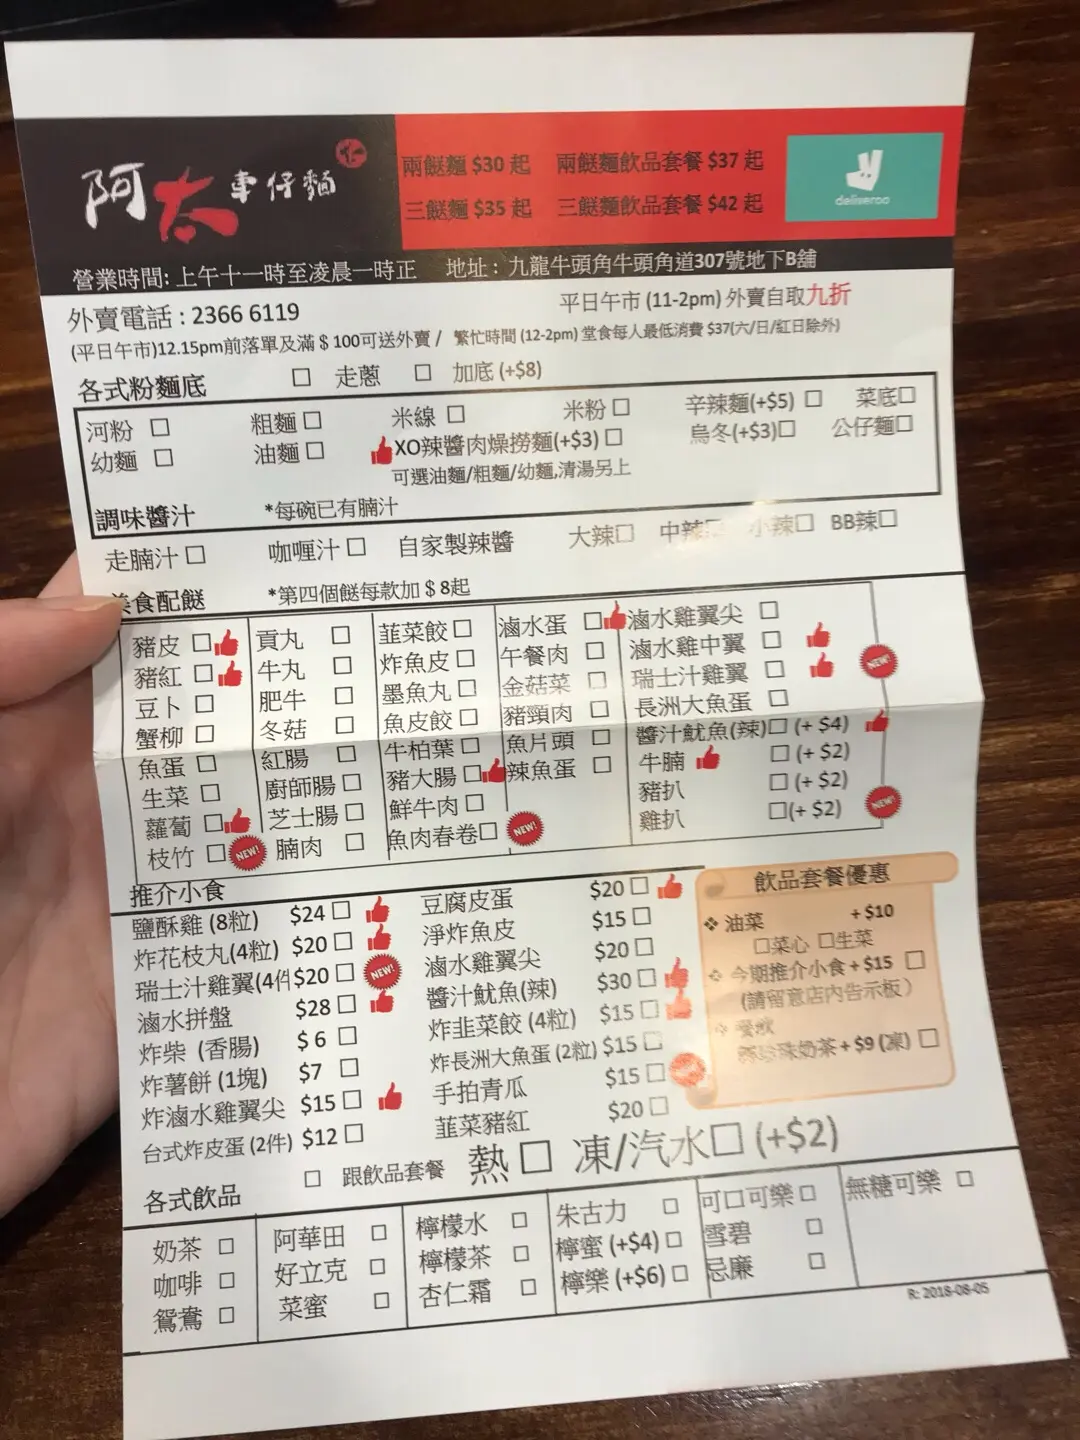 阿太車仔麵
兩餸麵 $30 起 兩餸麵飲品套餐 $37 起
三餸麵 $35 起 三餸麵飲品套餐 $42 起
deliveroo
營業時間: 上午十一時至凌晨一時正 地址 : 九龍牛頭角牛頭角道307號地下B舖
外賣電話 : 2366 6119 平日午市 (11-2pm) 外賣自取九折
(平日午市)12.15pm前落單及滿 $ 100可送外賣 / 繁忙時間 (12-2pm) 堂食每人最低消費 $37(六/日/紅日除外)
各式粉麵底 □ 走蔥 □ 加底 (+$8)
河粉 □ 粗麵 □ 米線 □ 米粉 □ 辛辣麵(+$5) □ 菜底□
幼麵 □ 油麵 □ XO辣醬肉燥撈麵(+$3) □ 烏冬(+$3)□ 公仔麵□
可選油麵/粗麵/幼麵,清湯另上
調味醬汁 *每碗已有腩汁
走腩汁 □ 咖喱汁 □ 自家製辣醬 大辣□ 中辣□ 小辣□ BB辣□
美食配餸 *第四個餸每款加 $ 8起
豬皮 □ 貢丸 □ 韮菜餃 □ 滷水蛋 □ 滷水雞翼尖 □
豬紅 □ 牛丸 □ 炸魚皮 □ 午餐肉 □ 滷水雞中翼 □
豆卜 □ 肥牛 □ 墨魚丸 □ 金菇菜 □ 瑞士汁雞翼 □ NEW!
蟹柳 □ 冬菇 □ 魚皮餃 □ 豬頸肉 □ 長洲大魚蛋 □
魚蛋 □ 紅腸 □ 牛柏葉 □ 魚片頭 □ 醬汁魷魚(辣)□ (+ $4)
生菜 □ 廚師腸 □ 豬大腸 □ 辣魚蛋 □ 牛腩 □ (+ $2)
蘿蔔 □ 芝士腸 □ 鮮牛肉 □ 豬扒 □ (+ $2)
枝竹 □ NEW! 腩肉 □ 魚肉春卷□ NEW! 雞扒 □(+ $2) NEW!
推介小食
鹽酥雞 (8粒) $24 □ 豆腐皮蛋 $20 □
炸花枝丸(4粒) $20 □ 淨炸魚皮 $15 □
瑞士汁雞翼(4件 $20 □ NEW! 滷水雞翼尖 $20 □
滷水拼盤 $28 □ 醬汁魷魚(辣) $30 □
炸柴 (香腸) $ 6 □ 炸韭菜餃 (4粒) $15 □
炸薯餅 (1塊) $7 □ 炸長洲大魚蛋 (2粒) $15 □
炸滷水雞翼尖 $15 □ 手拍青瓜 $15 □
台式炸皮蛋 (2件) $12 □ 韮菜豬紅 $20 □
飲品套餐優惠
❖ 油菜 + $10
□菜心 □生菜
❖ 今期推介小食 + $15 □
(請留意店內告示板 )
珍珠奶茶 + $9 (凍) □
各式飲品 □ 跟飲品套餐 熱 □ 凍/汽水□ (+$2)
奶茶 □ 阿華田 □ 檸檬水 □ 朱古力 □ 可口可樂 □ 無糖可樂 □
咖啡 □ 好立克 □ 檸檬茶 □ 檸蜜 (+$4) □ 雪碧 □
鴛鴦 □ 菜蜜 □ 杏仁霜 □ 檸樂 (+$6) □ 忌廉 □
R: 2018-08-05